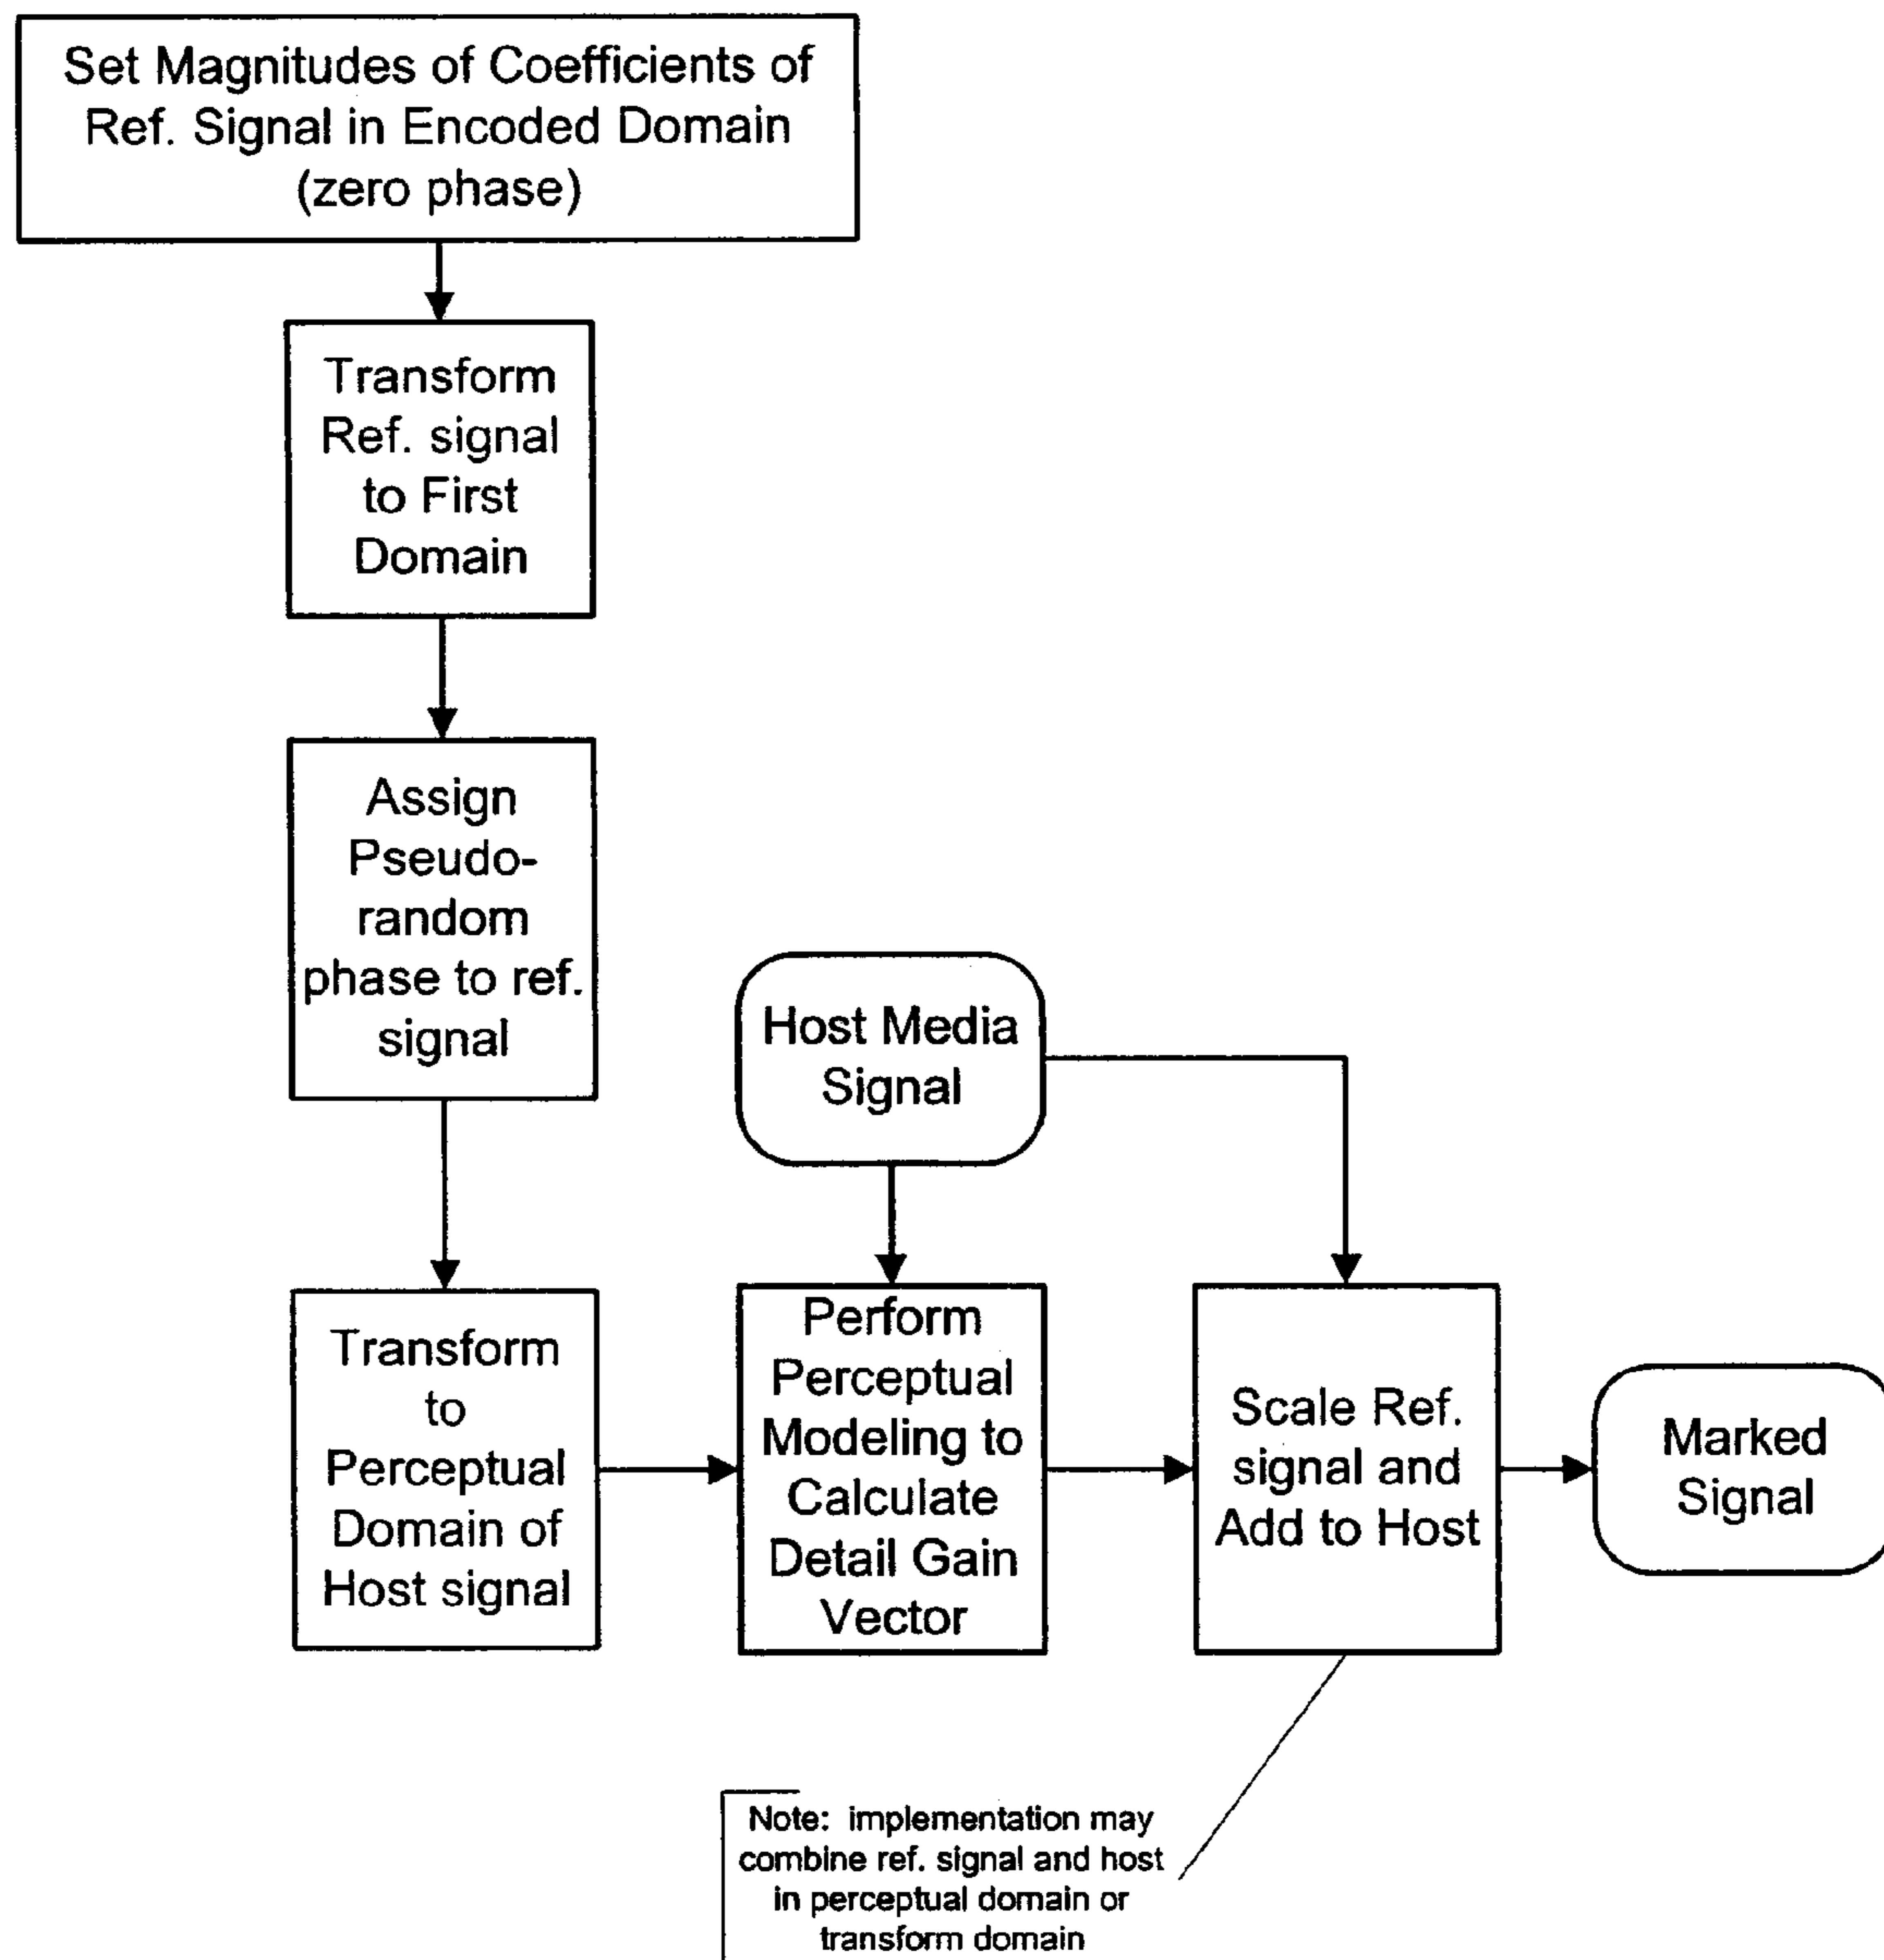 Set Magnitudes of Coefficients of
Ref. Signal in Encoded Domain
(zero phase)
Transform
Ref. signal
to First
Domain
Assign
Pseudo-
random
phase to ref.
signal
Host Media
Signal
Transform
to
Perceptual
Domain of
Host signal
Perform
Perceptual
Modeling to
Calculate
Detail Gain
Vector
Scale Ref.
signal and
Add to Host
Marked
Signal
Note: implementation may
combine ref. signal and host
in perceptual domain or
transform domain